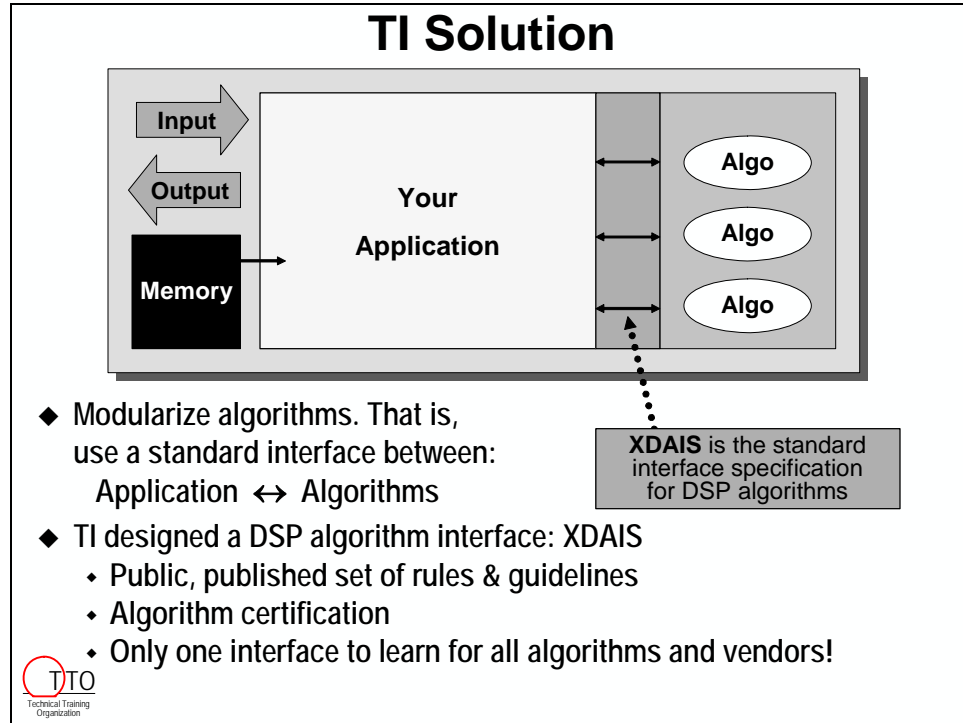 TI Solution
Input
Output
Memory
Your
Application
Algo
Algo
Algo
◆ Modularize algorithms. That is,
use a standard interface between:
Application ↔ Algorithms
XDAIS is the standard
interface specification
for DSP algorithms
◆ TI designed a DSP algorithm interface: XDAIS
◆ Public, published set of rules & guidelines
◆ Algorithm certification
◆ Only one interface to learn for all algorithms and vendors!
TTO
Technical Training
Organization